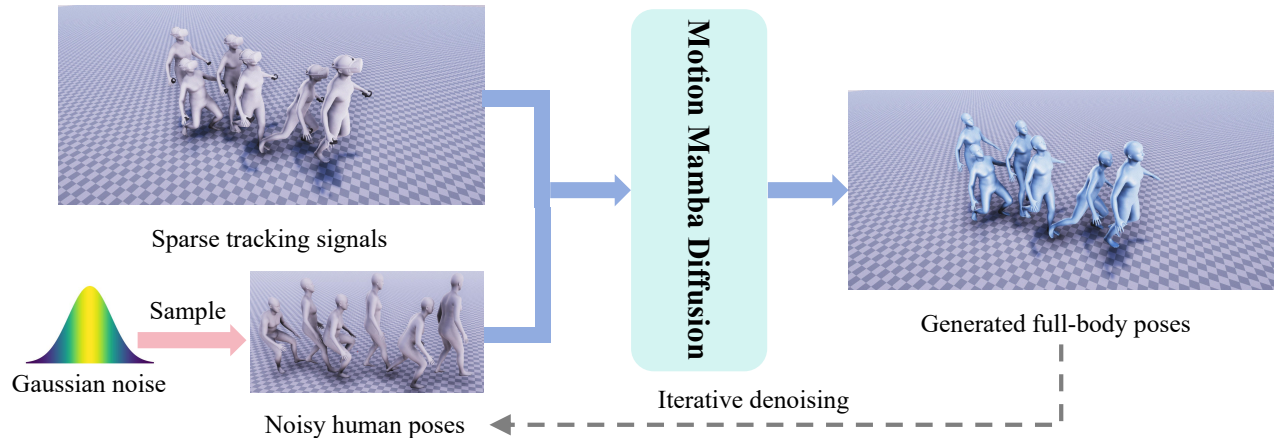 Sparse tracking signals
Sample
Gaussian noise
Noisy human poses
Motion Mamba Diffusion
Generated full-body poses
Iterative denoising